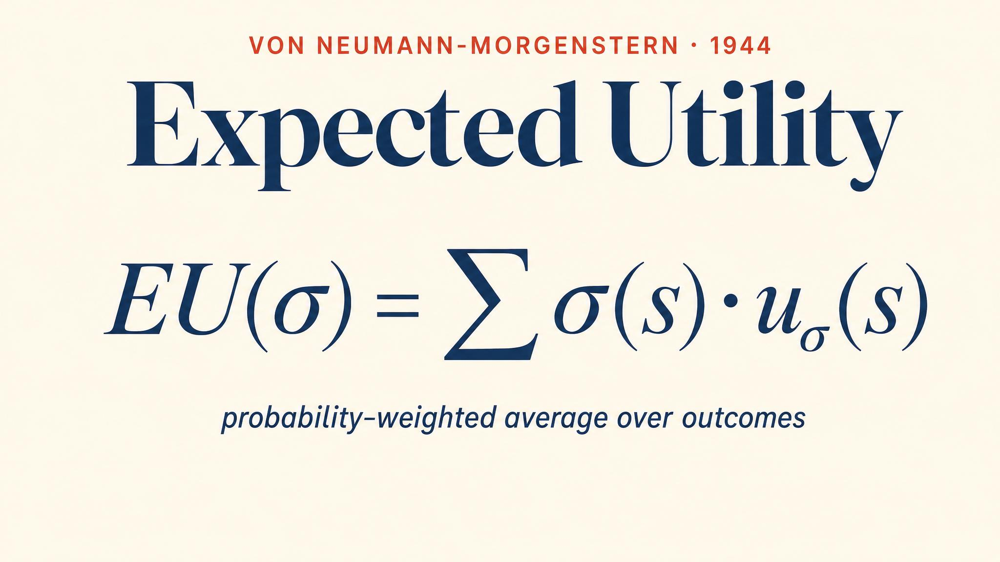 VON NEUMANN-MORGENSTERN · 1944
Expected Utility
EU(σ) = ∑ σ(s) · u_σ(s)
probability-weighted average over outcomes